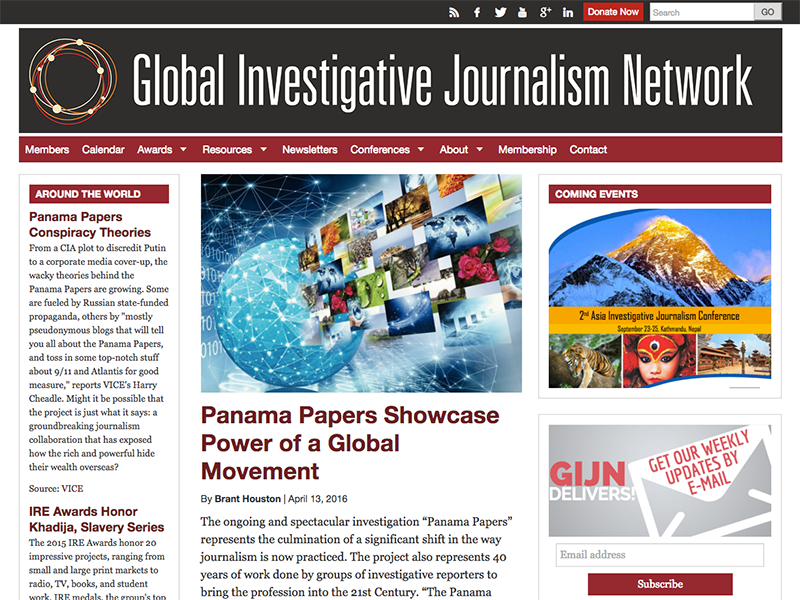 Donate Now
Search
GO
Global Investigative Journalism Network
Members Calendar Awards Resources Newsletters Conferences About Membership Contact
AROUND THE WORLD
Panama Papers
Conspiracy Theories
From a CIA plot to discredit Putin
to a corporate media cover-up, the
wacky theories behind the
Panama Papers are growing. Some
are fueled by Russian state-funded
propaganda, others by "mostly
pseudonymous blogs that will tell
you all about the Panama Papers,
and toss in some top-notch stuff
about 9/11 and Atlantis for good
measure," reports VICE's Harry
Cheadle. Might it be possible that
the project is just what it says: a
groundbreaking journalism
collaboration that has exposed
how the rich and powerful hide
their wealth overseas?
Source: VICE
IRE Awards Honor
Khadija, Slavery Series
The 2015 IRE Awards honor 20
impressive projects, ranging from
small and large print markets to
radio, TV, books, and student
work. IRE medals, the group's top
Panama Papers Showcase
Power of a Global
Movement
By Brant Houston | April 13, 2016
The ongoing and spectacular investigation “Panama Papers”
represents the culmination of a significant shift in the way
journalism is now practiced. The project also represents 40
years of work done by groups of investigative reporters to
bring the profession into the 21st Century. “The Panama
COMING EVENTS
2nd Asia Investigative Journalism Conference
September 23-25, Kathmandu, Nepal
GIJN
DELIVERS!
GET OUR WEEKLY
UPDATES BY
E-MAIL
Email address
Subscribe